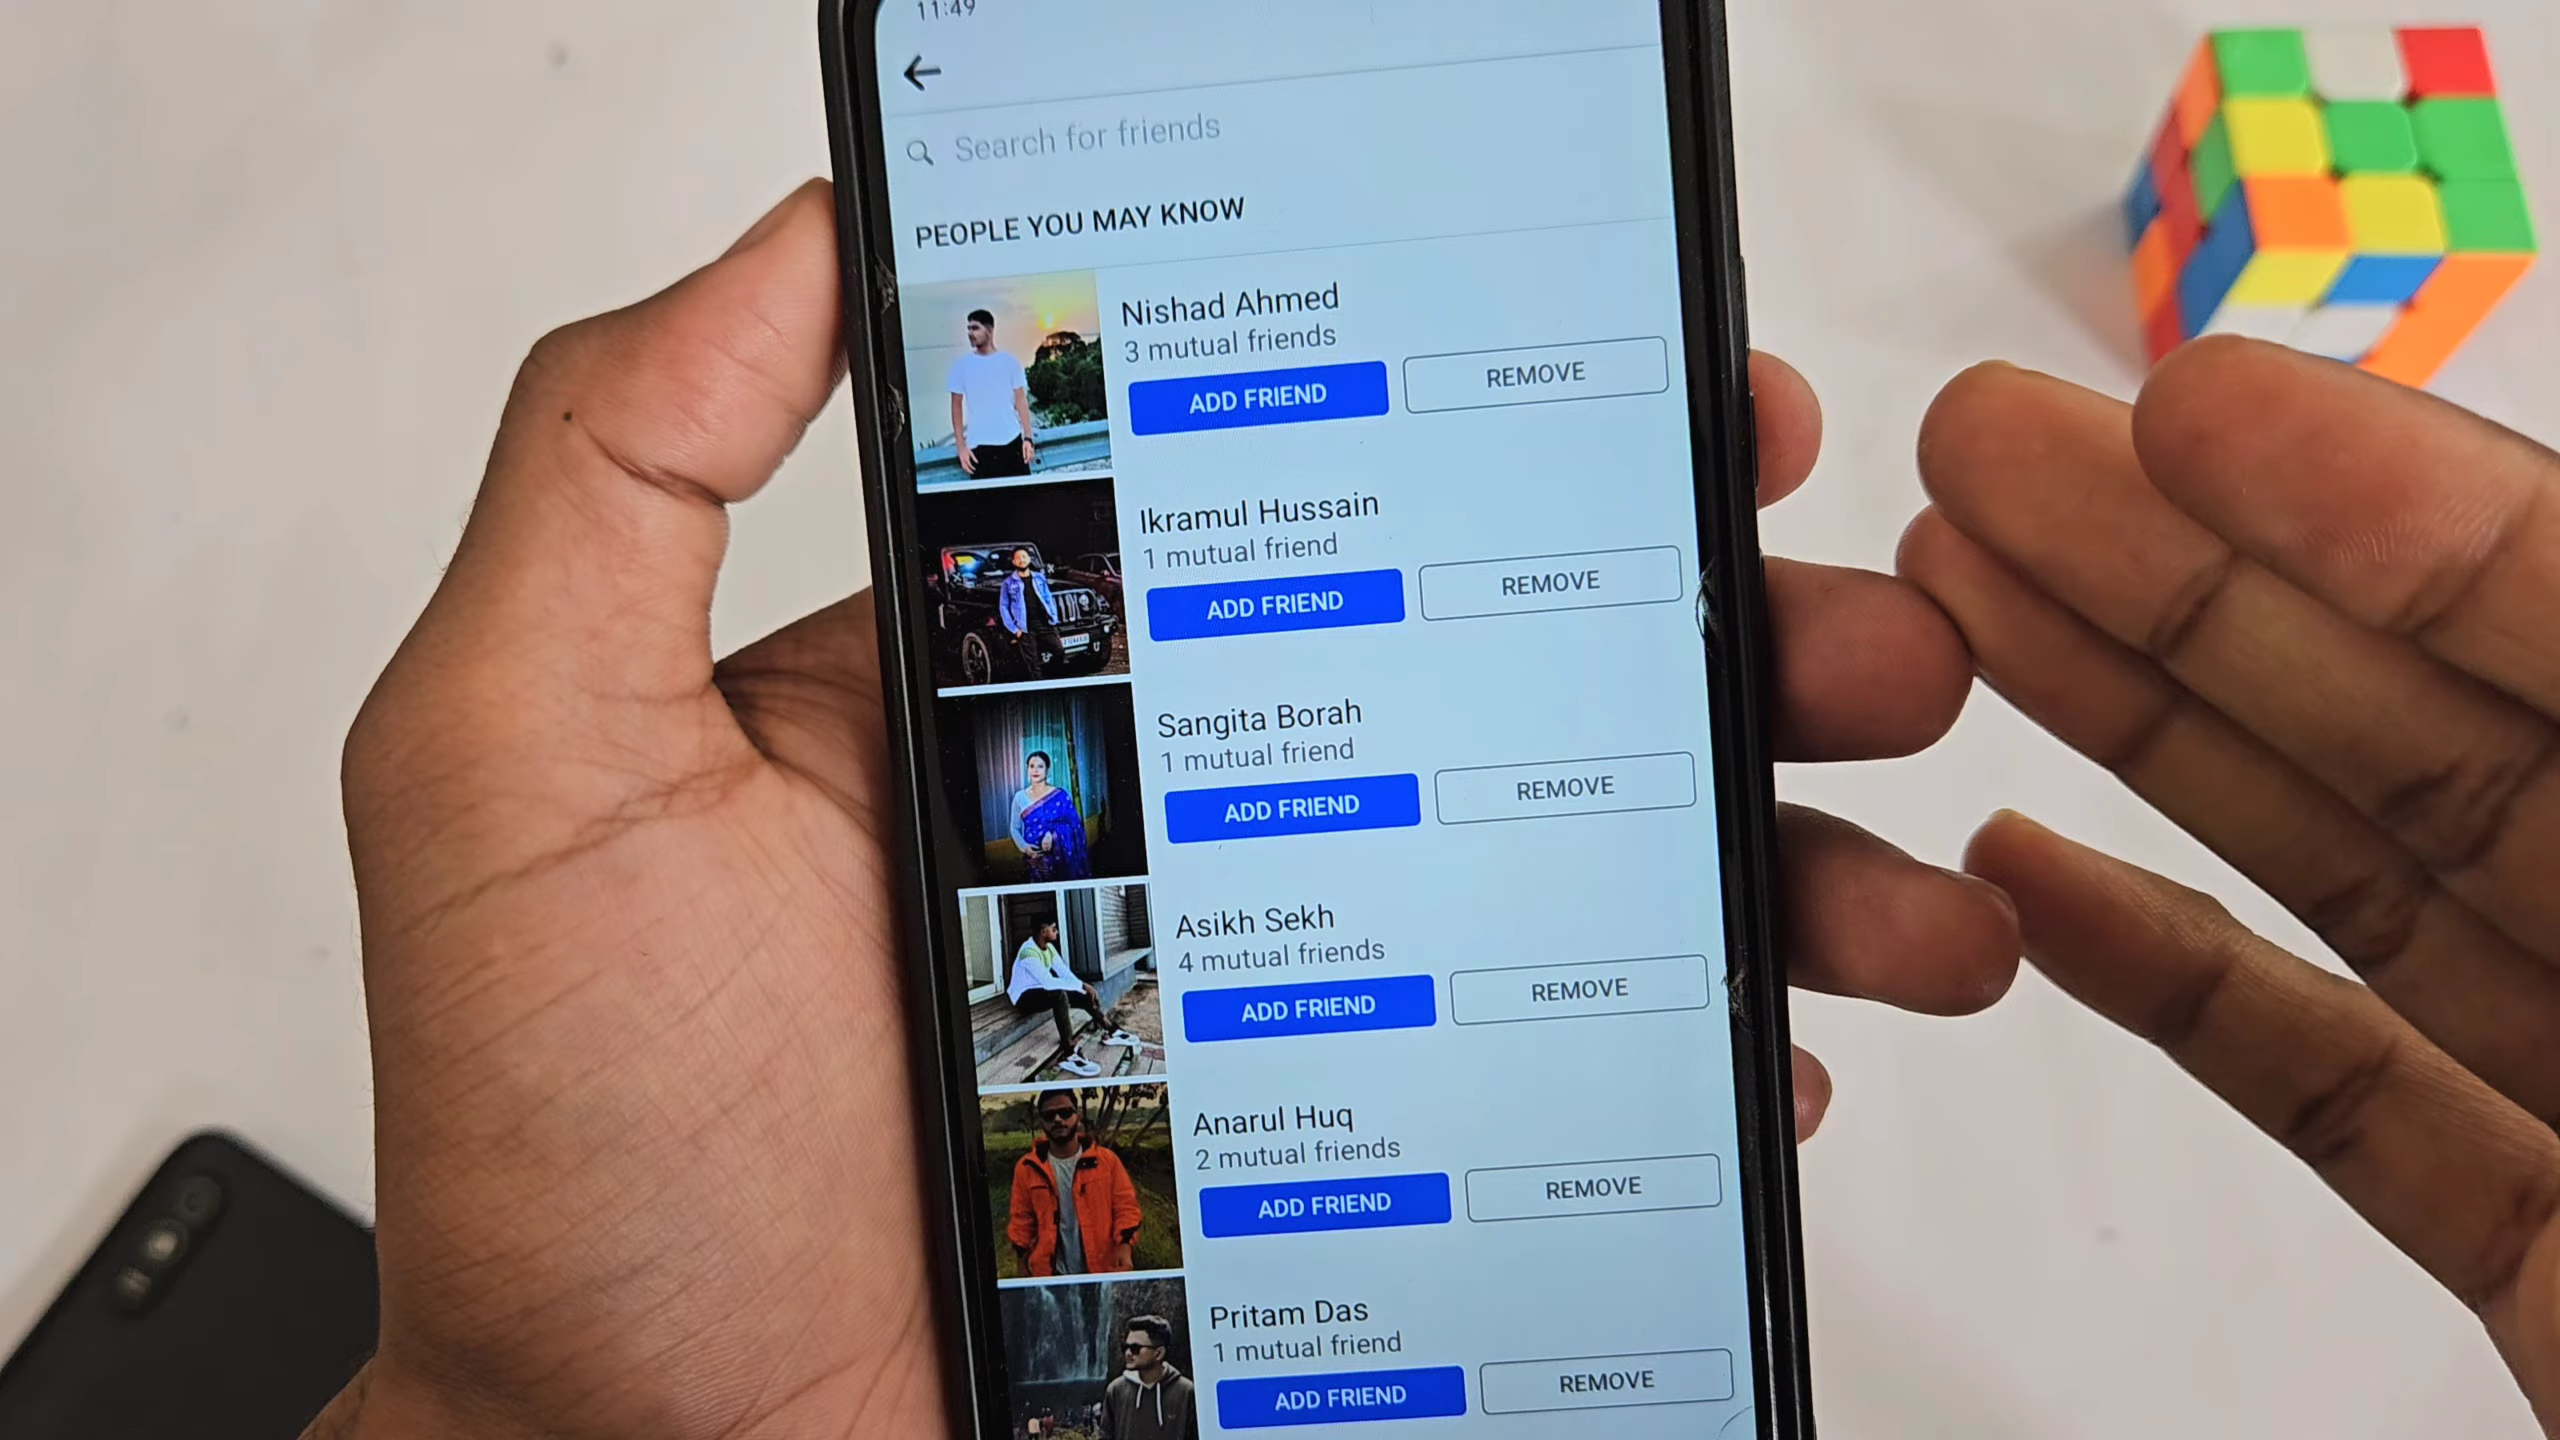 11:49
Search for friends
PEOPLE YOU MAY KNOW
Nishad Ahmed
3 mutual friends
ADD FRIEND REMOVE
Ikramul Hussain
1 mutual friend
ADD FRIEND REMOVE
Sangita Borah
1 mutual friend
ADD FRIEND REMOVE
Asikh Sekh
4 mutual friends
ADD FRIEND REMOVE
Anarul Huq
2 mutual friends
ADD FRIEND REMOVE
Pritam Das
1 mutual friend
ADD FRIEND REMOVE